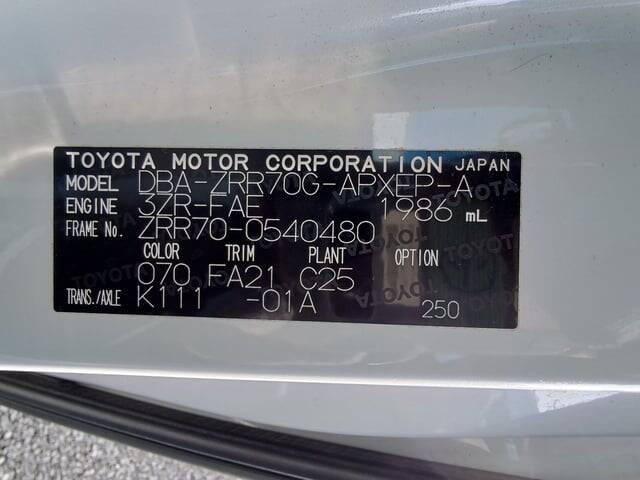 TOYOTA MOTOR CORPORATION JAPAN
MODEL DBA-ZRR70G-APXEP-A
ENGINE 3ZR-FAE 1986 mL
FRAME No. ZRR70-0540480
COLOR TRIM PLANT OPTION
070 FA21 C25
TRANS./AXLE K111 -01A 250